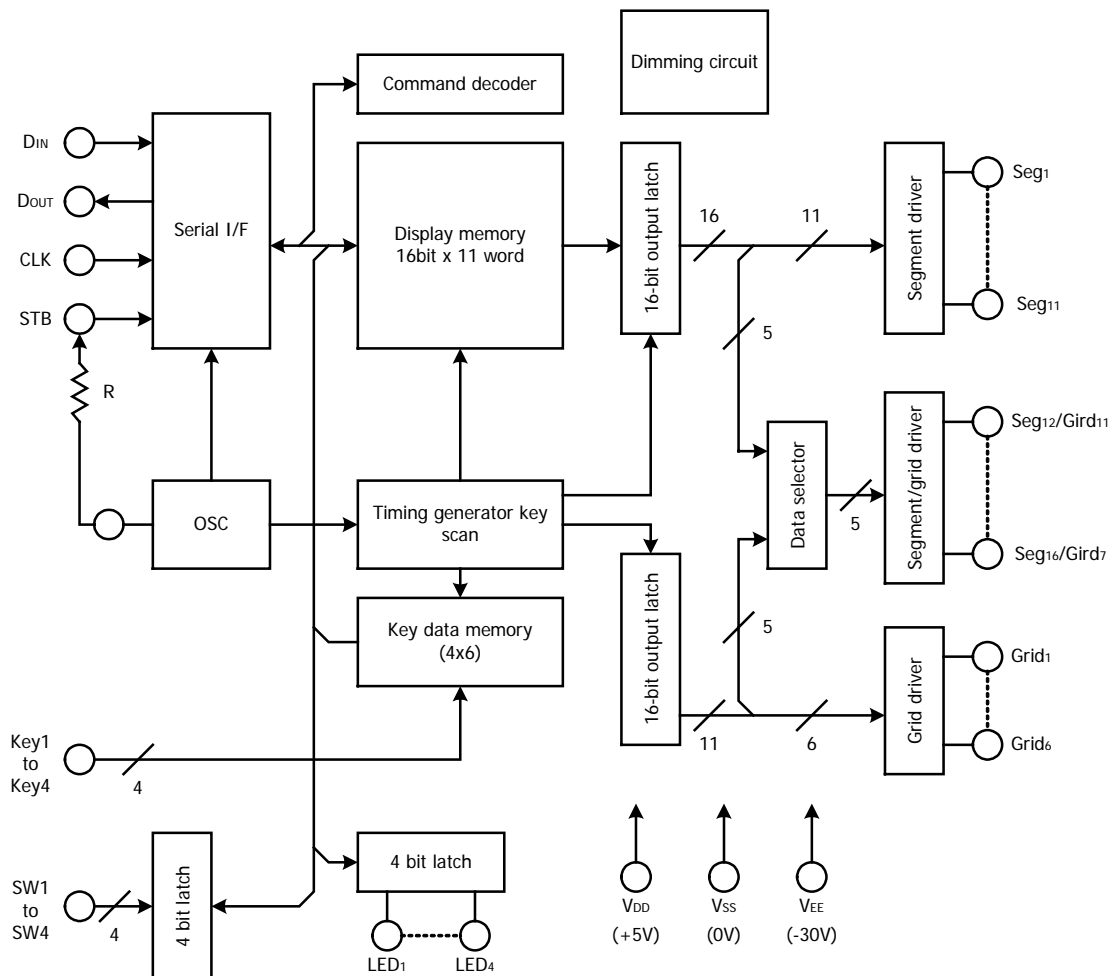 Command decoder
Dimming circuit
DIN
DOUT
CLK
STB
R
Serial I/F
Display memory
16bit x 11 word
16-bit output latch
16
11
5
Segment driver
Seg1
Seg11
OSC
Timing generator key
scan
Data selector
5
Segment/grid driver
Seg12/Gird11
Seg16/Gird7
Key data memory
(4x6)
16-bit output latch
5
11
6
Grid driver
Grid1
Grid6
Key1
to
Key4
4
SW1
to
SW4
4
4 bit latch
4 bit latch
LED1
LED4
VDD
(+5V)
VSS
(0V)
VEE
(-30V)